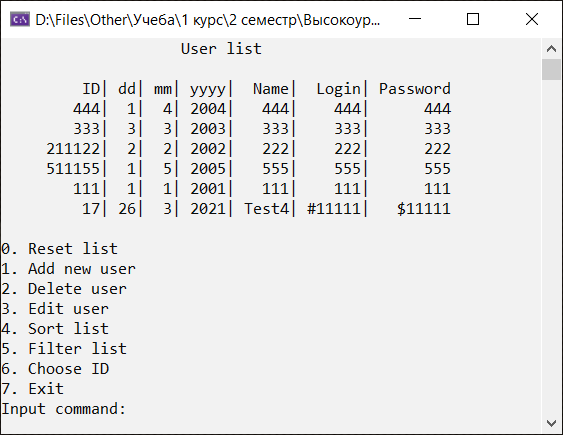 D:\Files\Other\Учеба\1 курс\2 семестр\Высокоур...
User list
ID| dd| mm| yyyy| Name| Login| Password
444| 1| 4| 2004| 444| 444| 444
333| 3| 3| 2003| 333| 333| 333
211122| 2| 2| 2002| 222| 222| 222
511155| 1| 5| 2005| 555| 555| 555
111| 1| 1| 2001| 111| 111| 111
17| 26| 3| 2021| Test4| #11111| $11111
0. Reset list
1. Add new user
2. Delete user
3. Edit user
4. Sort list
5. Filter list
6. Choose ID
7. Exit
Input command: